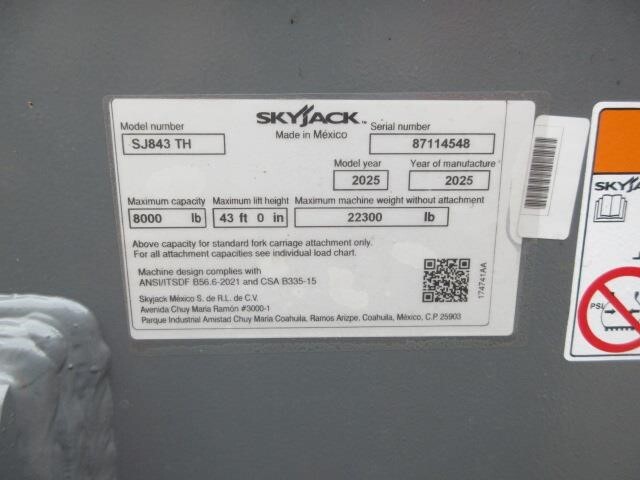 SKYJACK™
Made in México
Model number
SJ843 TH
Serial number
87114548
Model year
2025
Year of manufacture
2025
Maximum capacity
8000 lb
Maximum lift height
43 ft 0 in
Maximum machine weight without attachment
22300 lb
Above capacity for standard fork carriage attachment only.
For all attachment capacities see individual load chart.
Machine design complies with
ANSI/ITSDF B56.6-2021 and CSA B335-15
Skyjack México S. de R.L. de C.V.
Avenida Chuy María Ramón #3000-1
Parque Industrial Amistad Chuy María Coahuila, Ramos Arizpe, Coahuila, México, C.P. 25903
174741AA
SKYJ
PSI